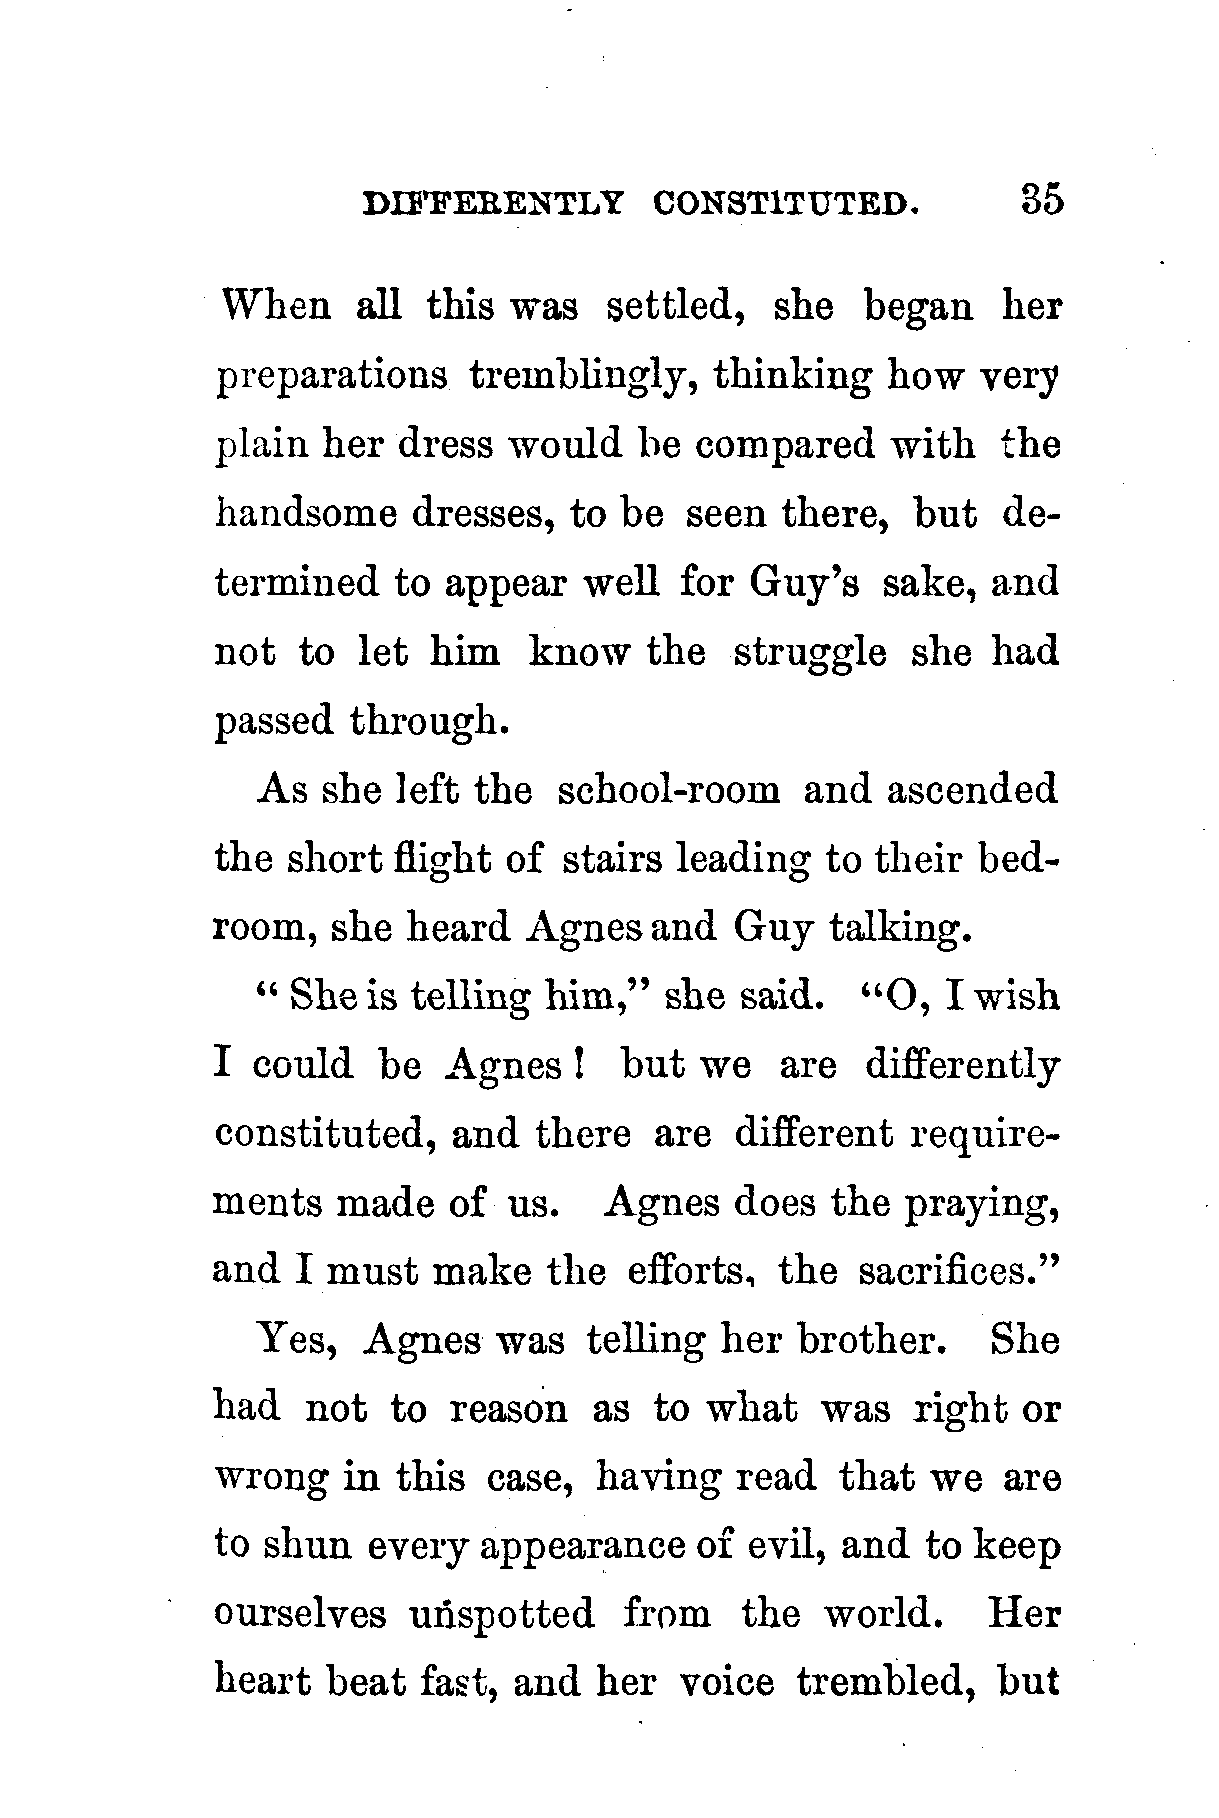 DIFFERENTLY CONSTITUTED. 35
When all this was settled, she began her
preparations tremblingly, thinking how very
plain her dress would be compared with the
handsome dresses, to be seen there, but de-
termined to appear well for Guy's sake, and
not to let him know the struggle she had
passed through.
As she left the school-room and ascended
the short flight of stairs leading to their bed-
room, she heard Agnes and Guy talking.
" She is telling him," she said. "O, I wish
I could be Agnes ! but we are differently
constituted, and there are different require-
ments made of us. Agnes does the praying,
and I must make the efforts, the sacrifices."
Yes, Agnes was telling her brother. She
had not to reason as to what was right or
wrong in this case, having read that we are
to shun every appearance of evil, and to keep
ourselves unspotted from the world. Her
heart beat fast, and her voice trembled, but